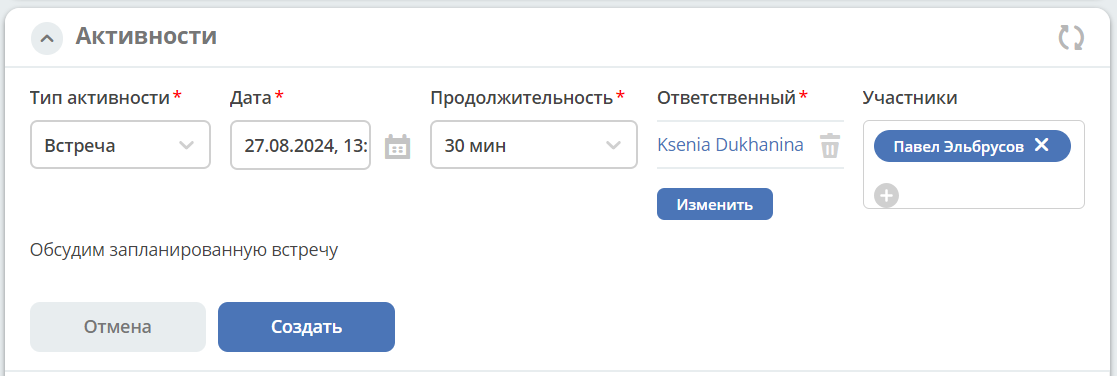 Активности
Тип активности* Дата* Продолжительность* Ответственный* Участники
Встреча 27.08.2024, 13: 30 мин Ksenia Dukhanina Павел Эльбрусов
Изменить
Обсудим запланированную встречу
Отмена Создать